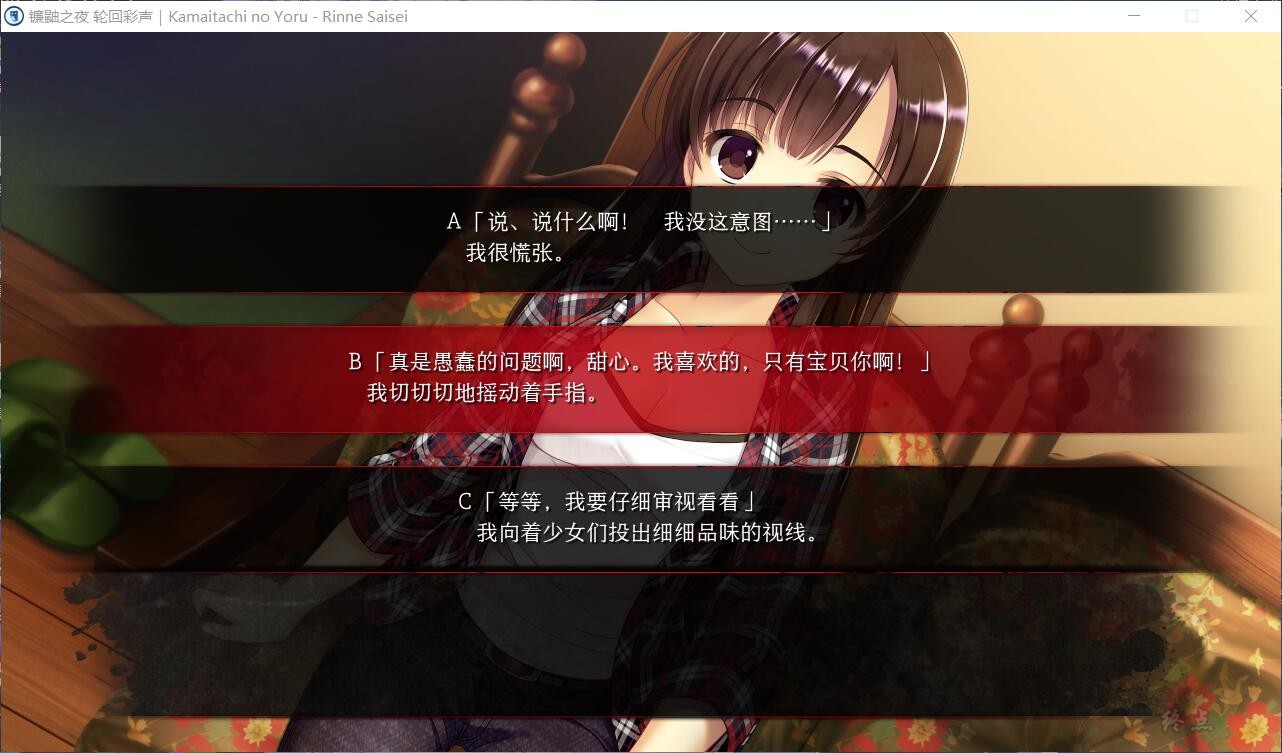 镰鼬之夜 轮回彩声 | Kamaitachi no Yoru - Rinne Saisei
A「说、说什么啊！　我没这意图……」
我很慌张。
B「真是愚蠢的问题啊，甜心。我喜欢的，只有宝贝你啊！」
我切切切地摇动着手指。
C「等等，我要仔细审视看看」
我向着少女们投出细细品味的视线。
终点